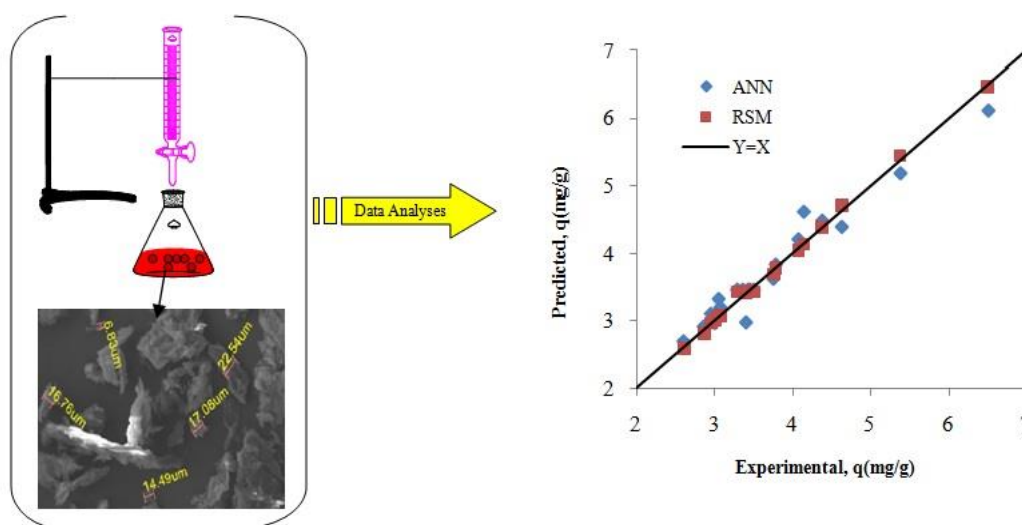 6.83um
22.54um
16.76um
17.08um
14.49um
Data Analyses
7
6
5
4
3
2
2
3
4
5
6
7
ANN
RSM
Y=X
Predicted, q(mg/g)
Experimental, q(mg/g)